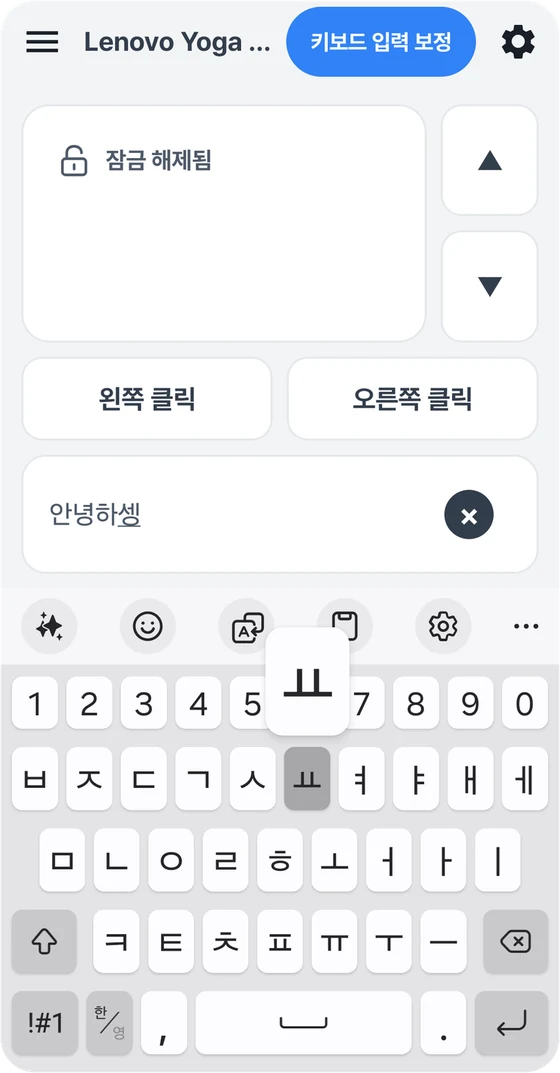 Lenovo Yoga ...
키보드 입력 보정
잠금 해제됨
▲
▼
왼쪽 클릭
오른쪽 클릭
안녕하셍
ㅛ
1 2 3 4 5 7 8 9 0
ㅂ ㅈ ㄷ ㄱ ㅅ ㅛ ㅕ ㅑ ㅐ ㅔ
ㅁ ㄴ ㅇ ㄹ ㅎ ㅗ ㅓ ㅏ ㅣ
ㅋ ㅌ ㅊ ㅍ ㅠ ㅜ ㅡ
!#1 한/영 , .